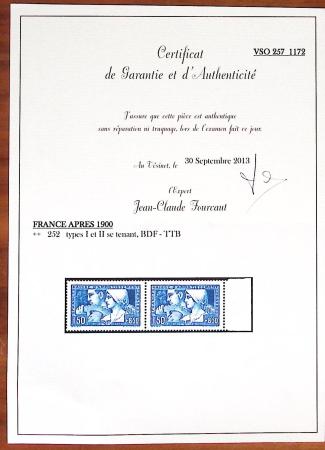 Certificat
de Garantie et d'Authenticité
VSO 257 1172
J'assure que cette pièce est authentique
sans réparation ni truquage, lors de l'examen fait ce jour.
Au Vésinet, le 30 Septembre 2013
l'Expert
Jean-Claude Fourcaut
FRANCE APRES 1900
** 252 types I et II se tenant, BDF - TTB